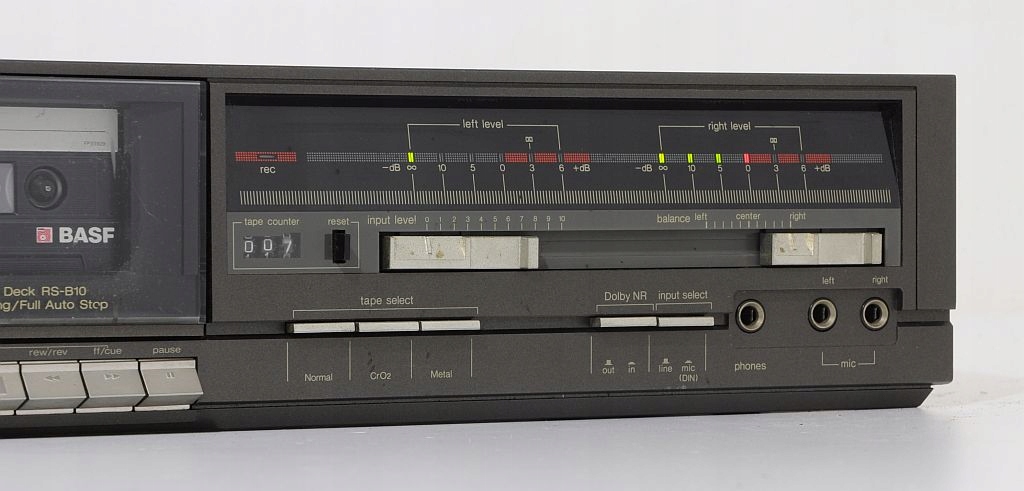 BASF
Deck RS-B10
ng/Full Auto Stop
rew/rev ff/cue pause
left level
right level
rec
-dB ∞ 10 5 0 3 6 +dB
-dB ∞ 10 5 0 3 6 +dB
tape counter
007
reset
input level 0 1 2 3 4 5 6 7 8 9 10
balance left center right
tape select
Normal CrO2 Metal
Dolby NR
input select
out in
line mic
(DIN)
phones
left right
mic